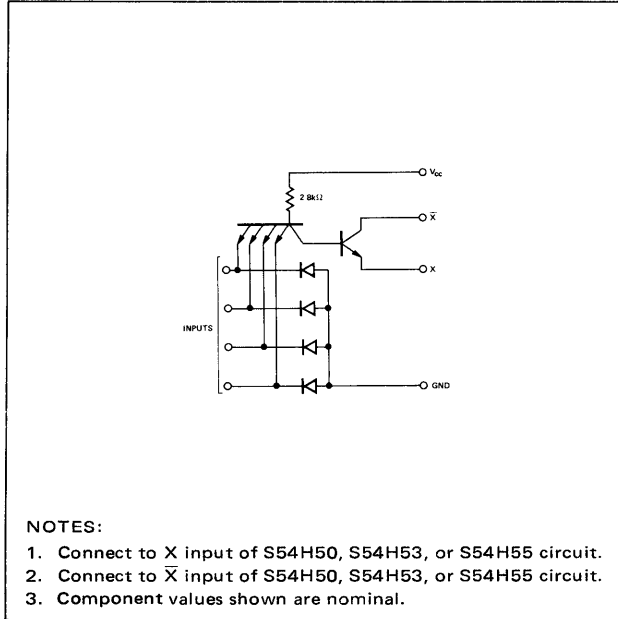 V_CC
2 8kΩ
X̅
X
INPUTS
GND
NOTES:
1. Connect to X input of S54H50, S54H53, or S54H55 circuit.
2. Connect to X̅ input of S54H50, S54H53, or S54H55 circuit.
3. Component values shown are nominal.